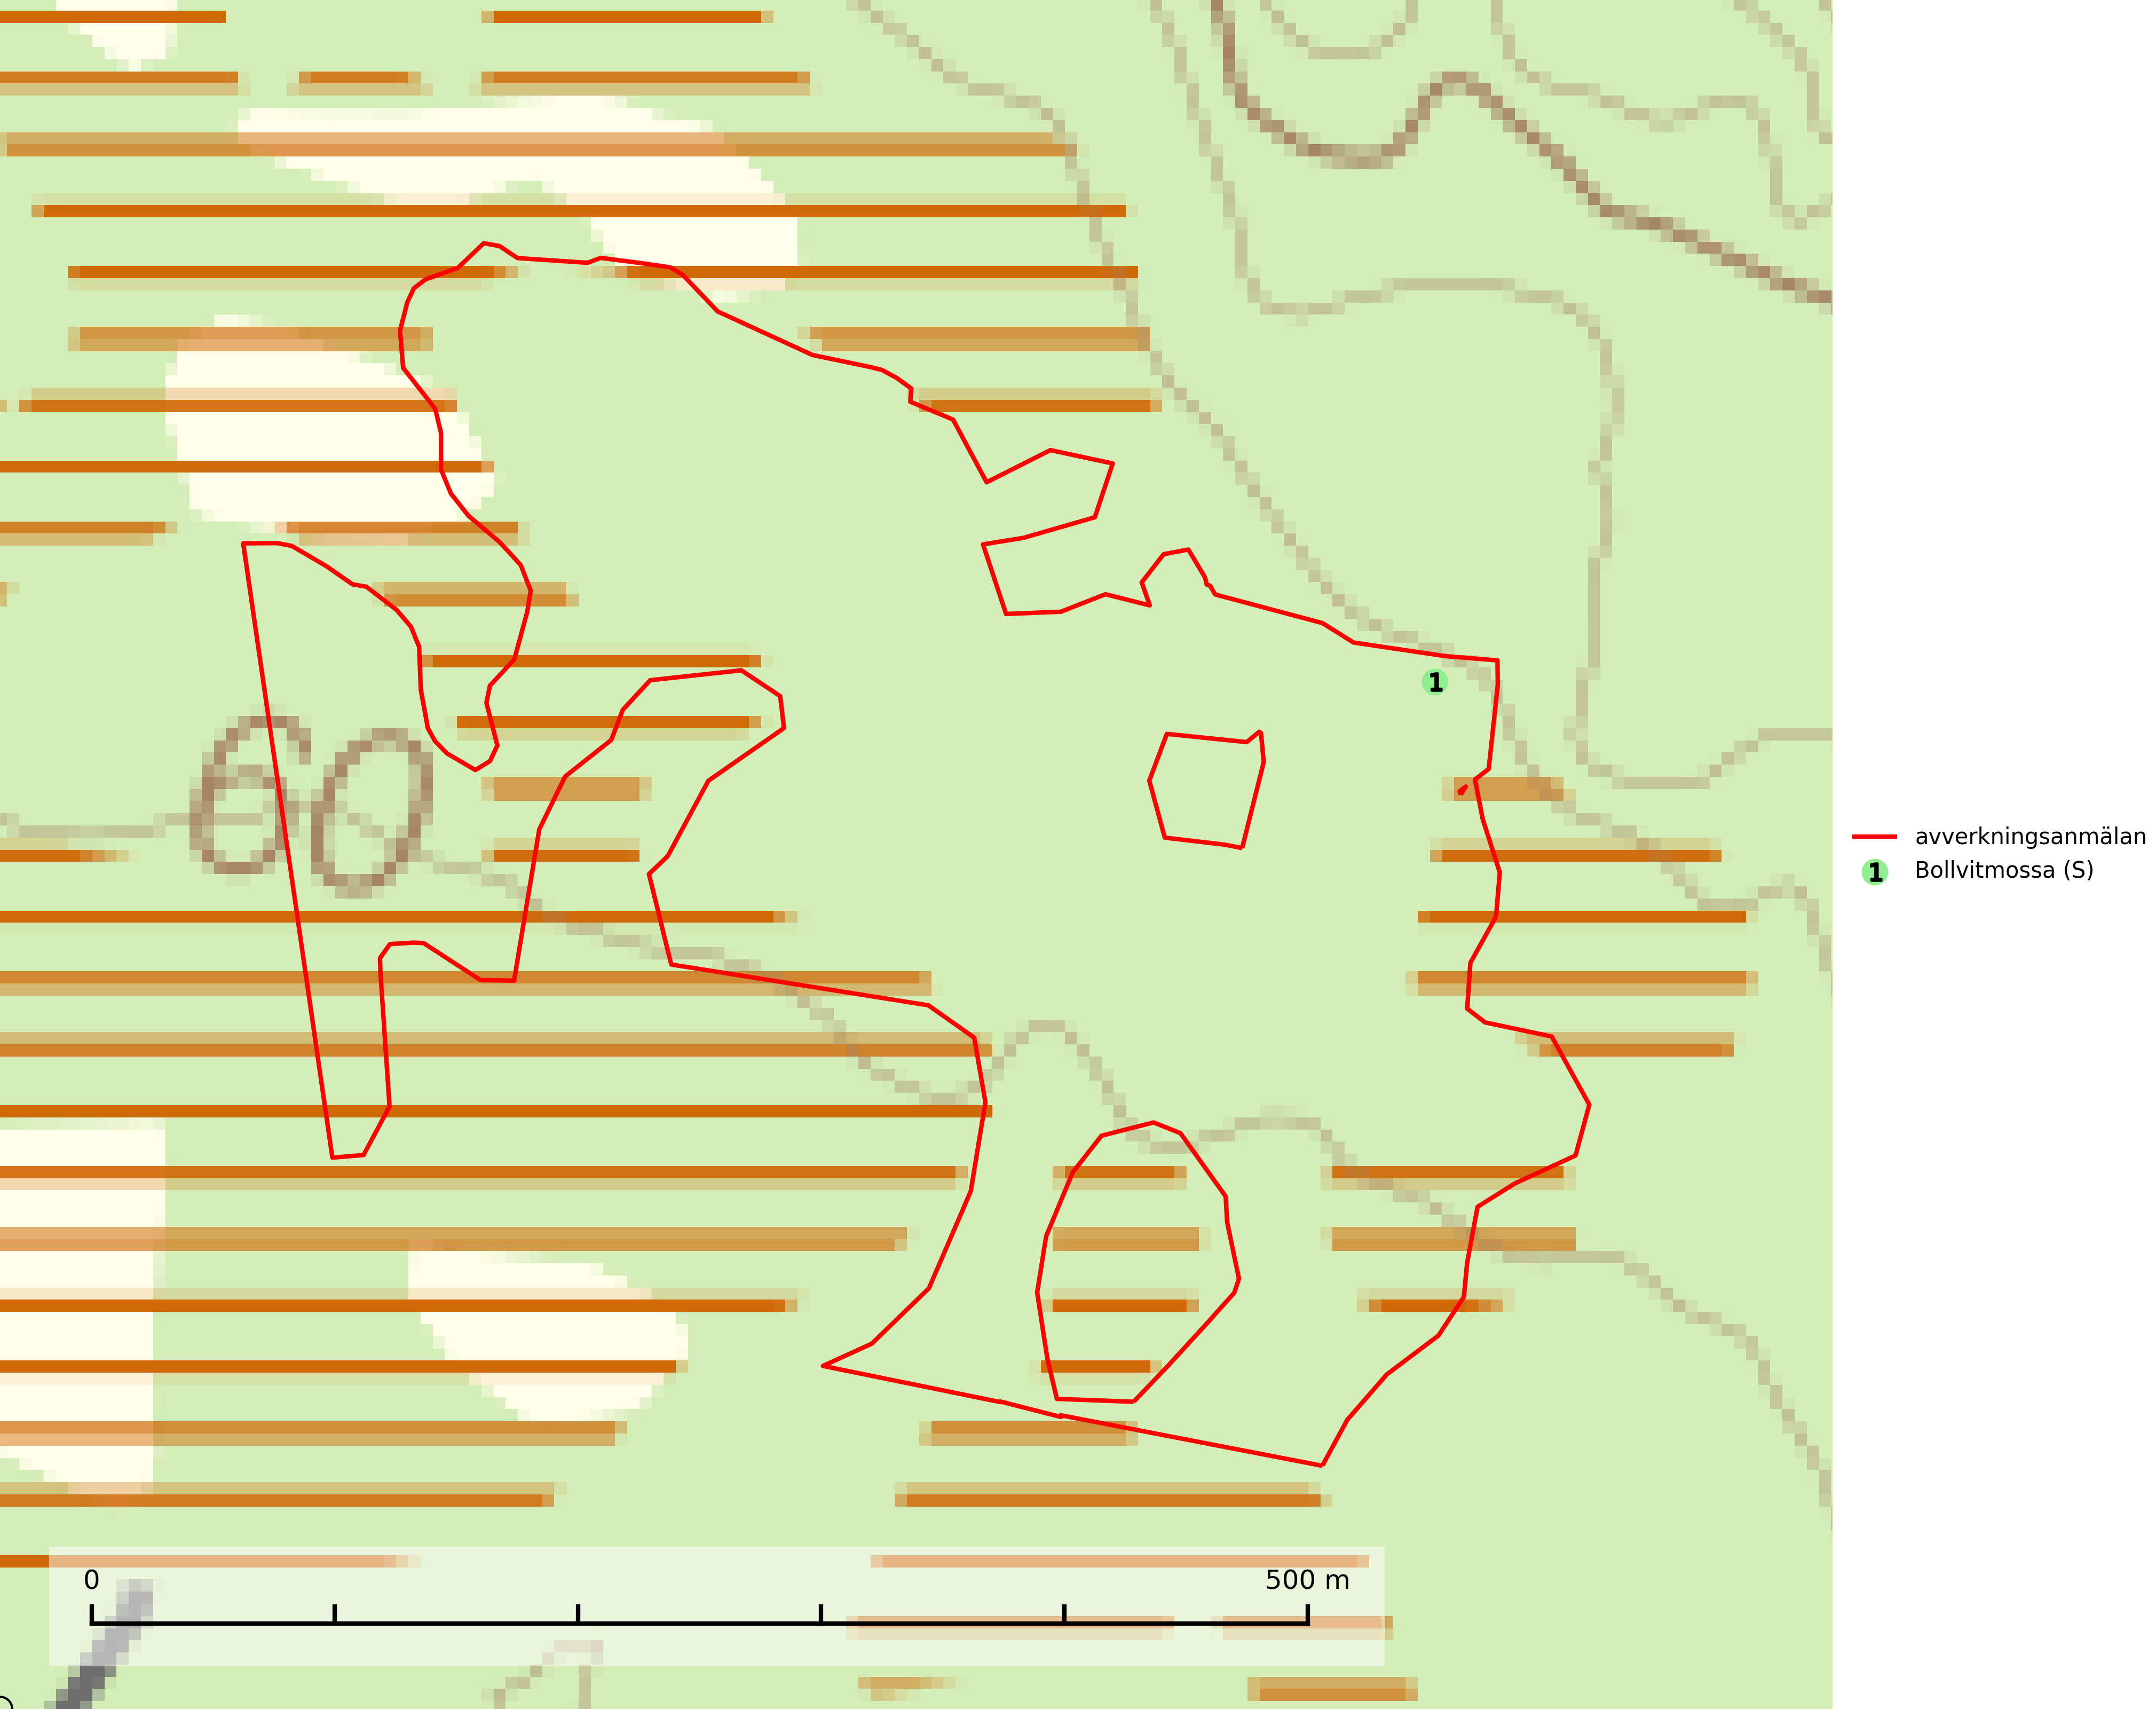 1
60
avverkningsanmälan
1 Bollvitmossa (S)
0 500 m